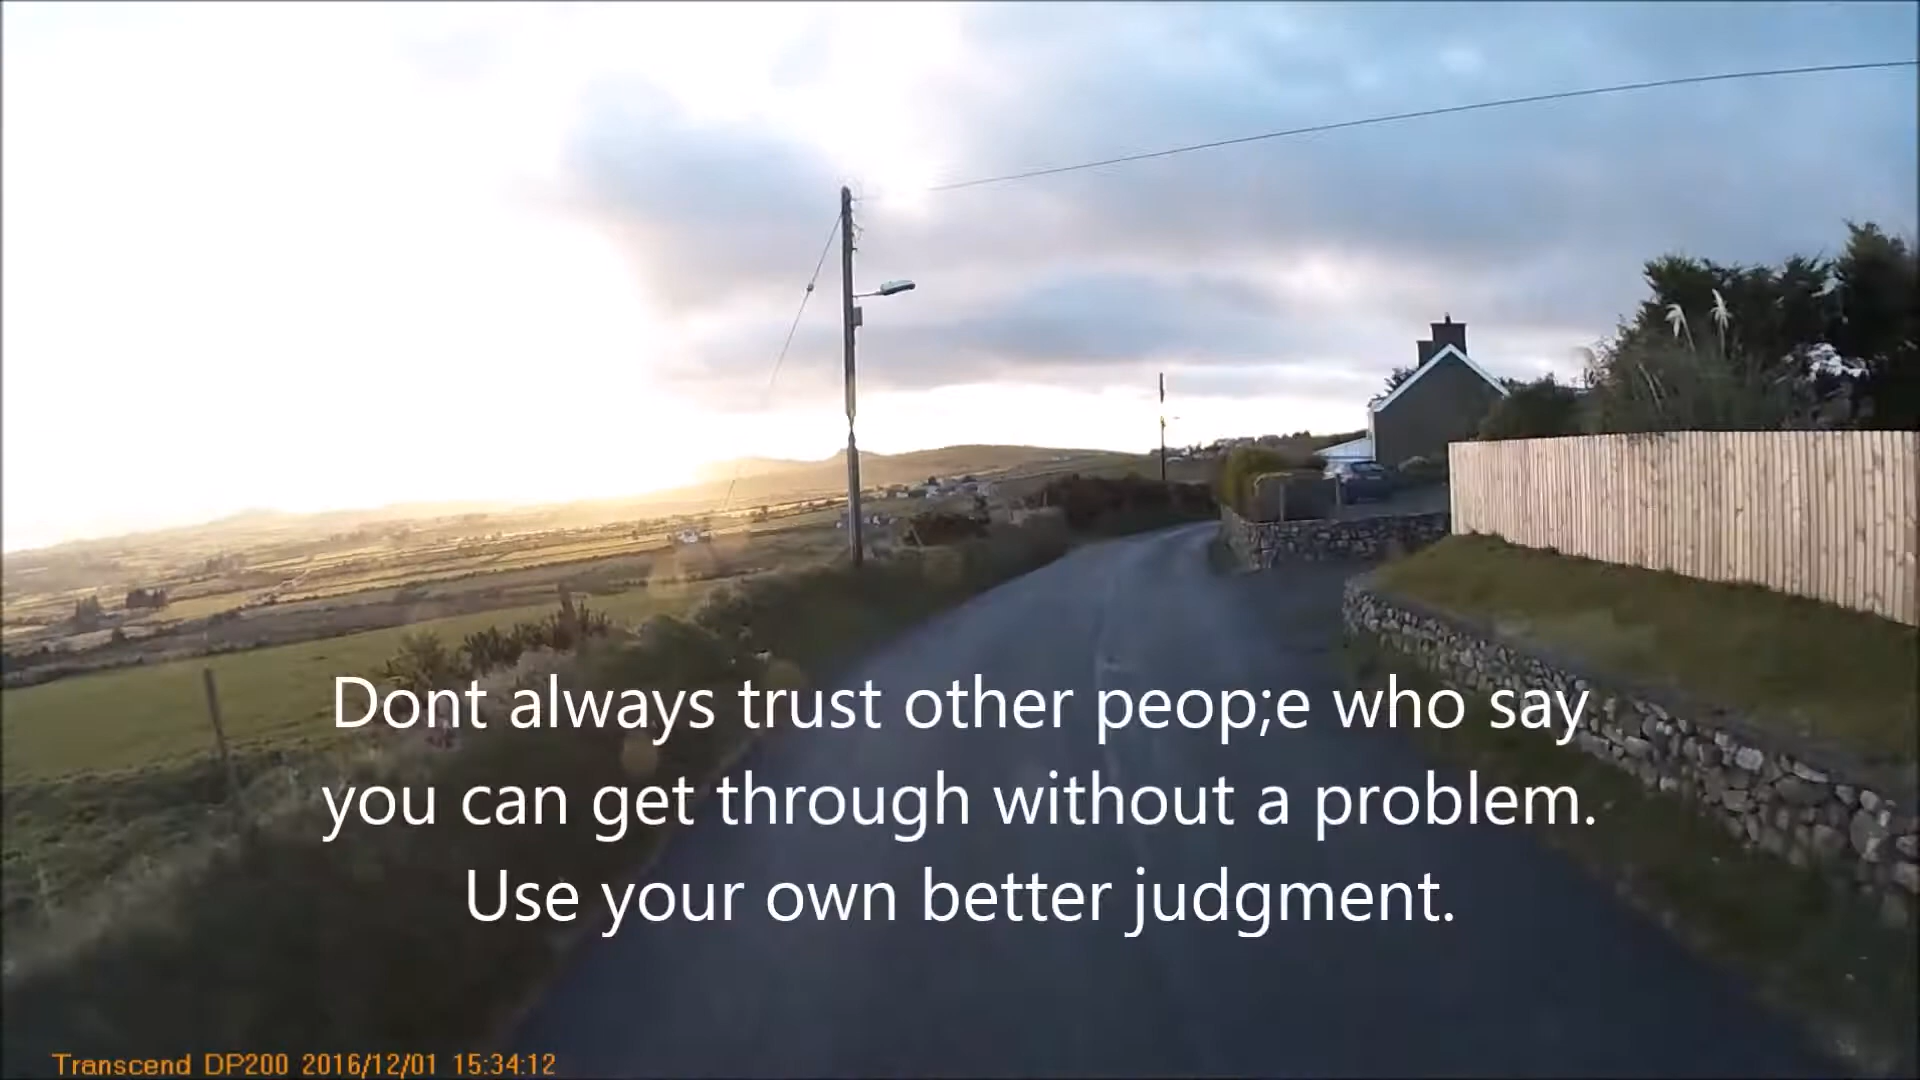 Dont always trust other peop;e who say
you can get through without a problem.
Use your own better judgment.
Transcend DP200 2016/12/01 15:34:12